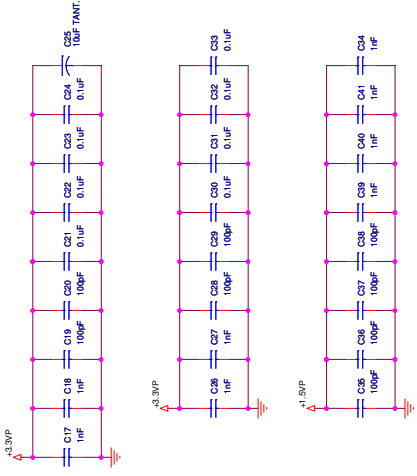 +3.3VP
C17
1nF
C18
1nF
C19
100pF
C20
100pF
C21
0.1uF
C22
0.1uF
C23
0.1uF
C24
0.1uF
C25
10uF TANT.
+3.3VP
C26
1nF
C27
1nF
C28
100pF
C29
100pF
C30
0.1uF
C31
0.1uF
C32
0.1uF
C33
0.1uF
+1.5VP
C35
100pF
C36
100pF
C37
100pF
C38
100pF
C39
1nF
C40
1nF
C41
1nF
C34
1nF